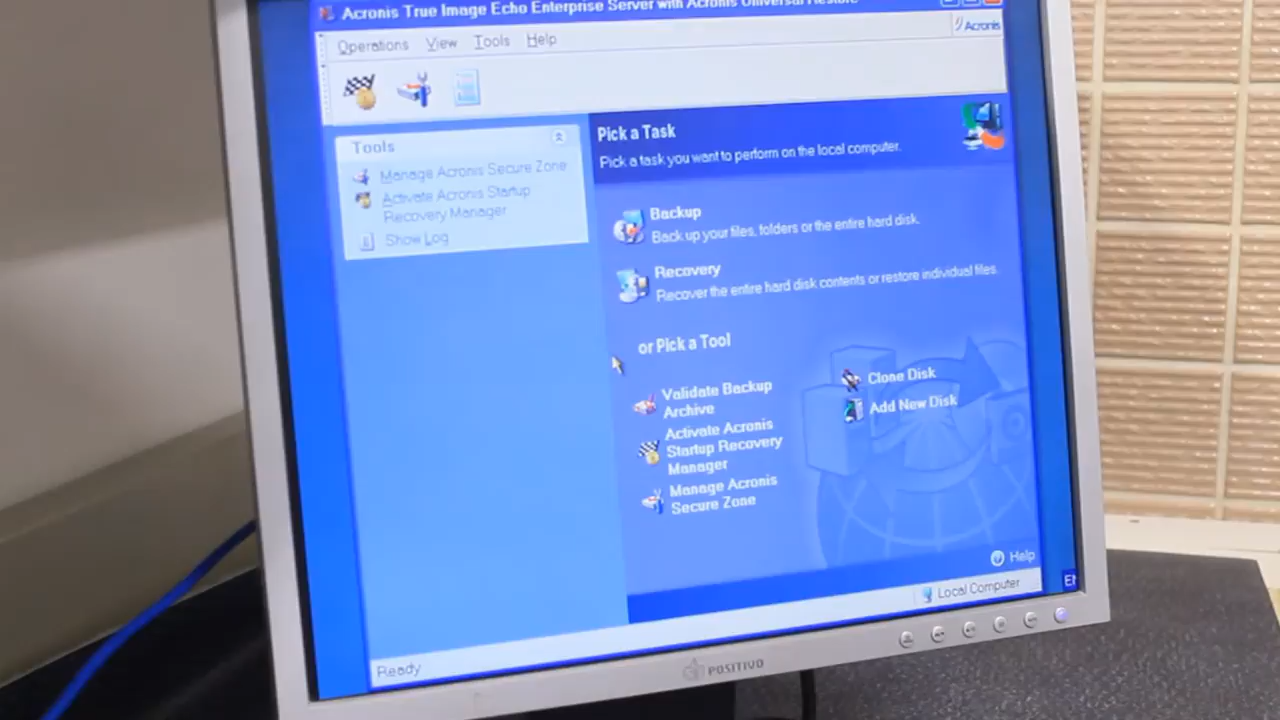 Acronis True Image Echo Enterprise Server with Acronis Universal Restore
Operations View Tools Help
Acronis
Tools
Manage Acronis Secure Zone
Activate Acronis Startup
Recovery Manager
Show Log
Pick a Task
Pick a task you want to perform on the local computer.
Backup
Back up your files, folders or the entire hard disk.
Recovery
Recover the entire hard disk contents or restore individual files.
or Pick a Tool
Validate Backup
Archive
Activate Acronis
Startup Recovery
Manager
Manage Acronis
Secure Zone
Clone Disk
Add New Disk
Help
Local Computer
Ready
POSITIVO